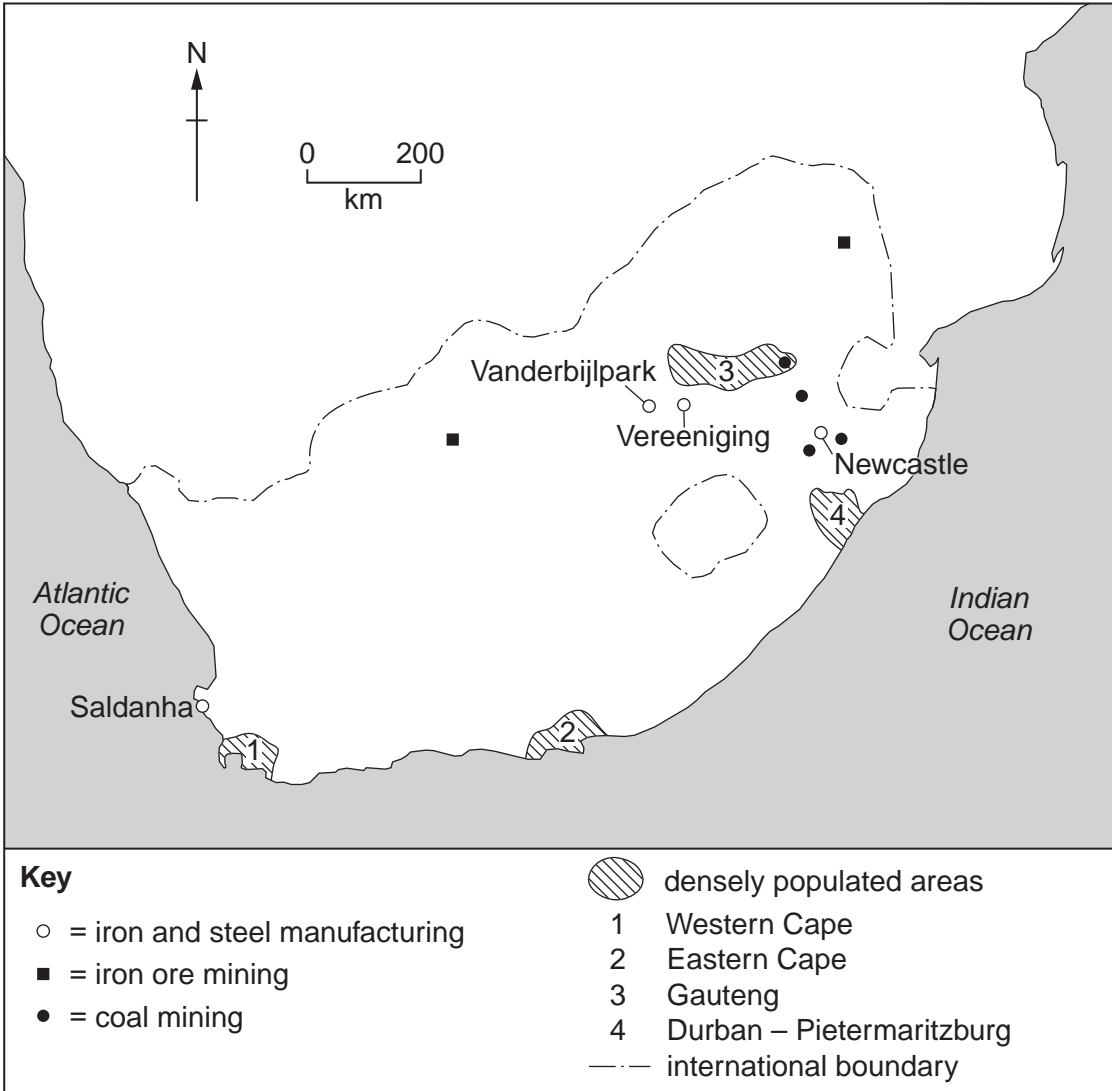 N
0 200
km
Vanderbijlpark
3
Vereeniging
Newcastle
4
Atlantic
Ocean
Indian
Ocean
Saldanha
1
2
Key
= iron and steel manufacturing
= iron ore mining
= coal mining
densely populated areas
1 Western Cape
2 Eastern Cape
3 Gauteng
4 Durban – Pietermaritzburg
international boundary